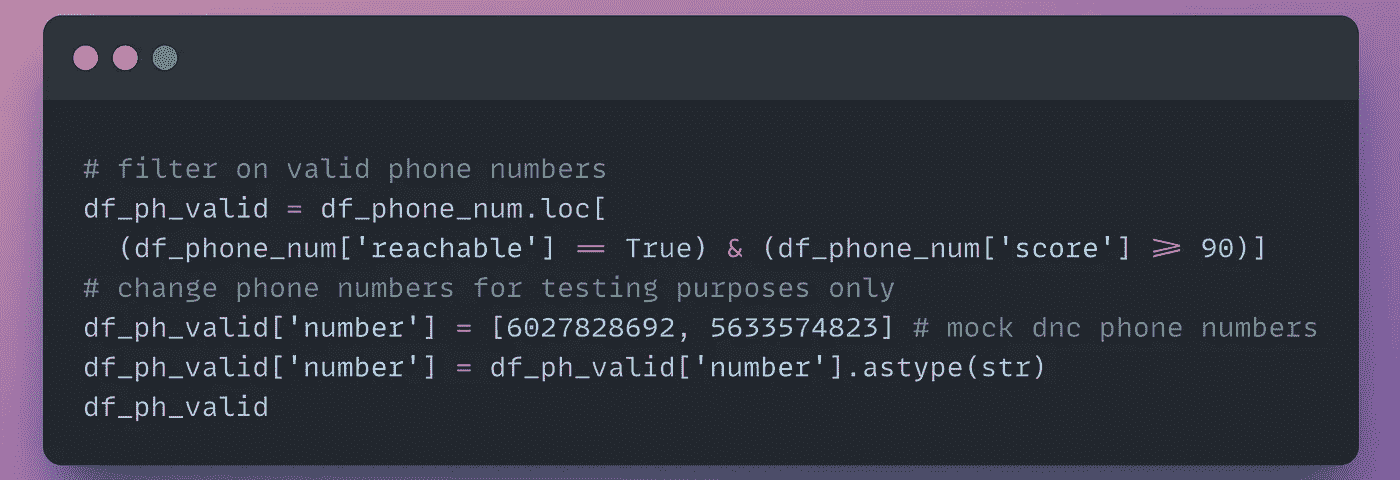 # filter on valid phone numbers
df_ph_valid = df_phone_num.loc[
  (df_phone_num['reachable'] == True) & (df_phone_num['score'] >= 90)]
# change phone numbers for testing purposes only
df_ph_valid['number'] = [6027828692, 5633574823] # mock dnc phone numbers
df_ph_valid['number'] = df_ph_valid['number'].astype(str)
df_ph_valid